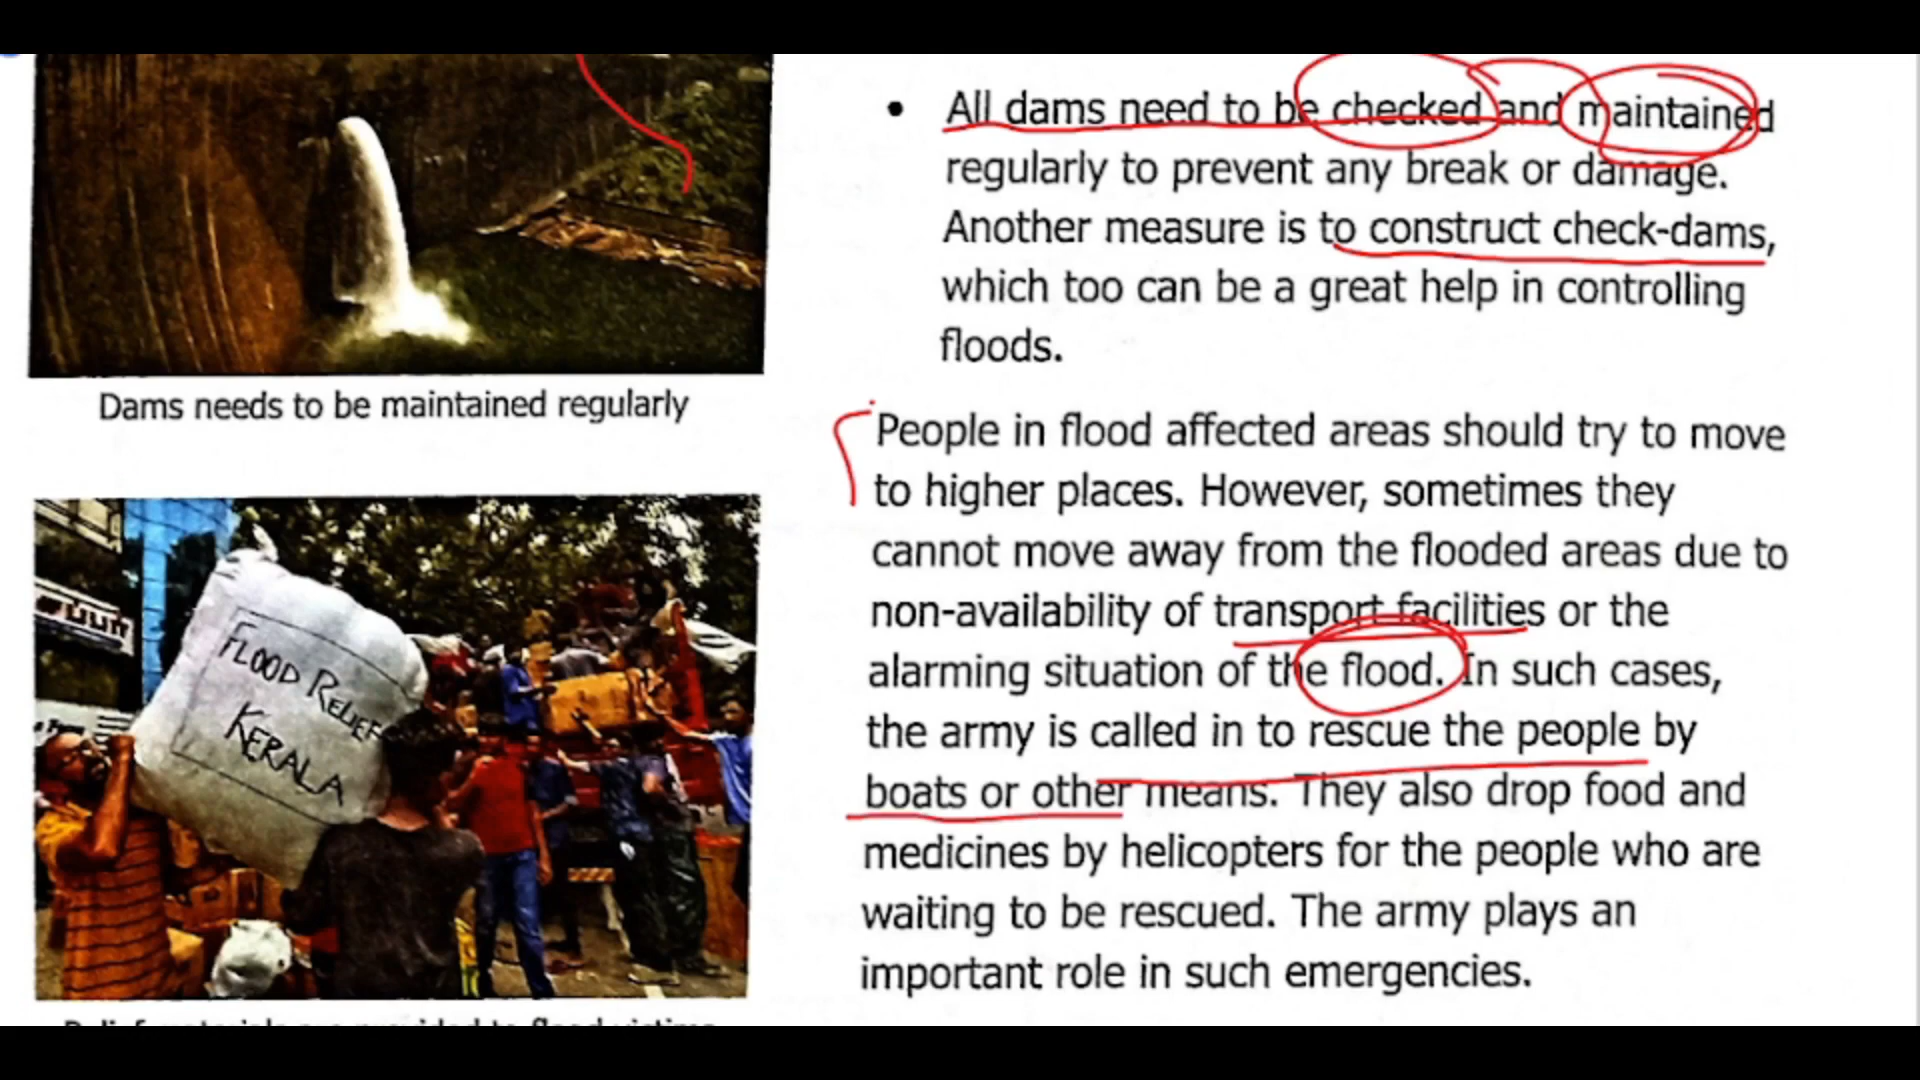 • All dams need to be checked and maintained
regularly to prevent any break or damage.
Another measure is to construct check-dams,
which too can be a great help in controlling
floods.
Dams needs to be maintained regularly
People in flood affected areas should try to move
to higher places. However, sometimes they
cannot move away from the flooded areas due to
non-availability of transport facilities or the
alarming situation of the flood. In such cases,
the army is called in to rescue the people by
boats or other means. They also drop food and
medicines by helicopters for the people who are
waiting to be rescued. The army plays an
important role in such emergencies.
FLOOD RELIEF
KERALA